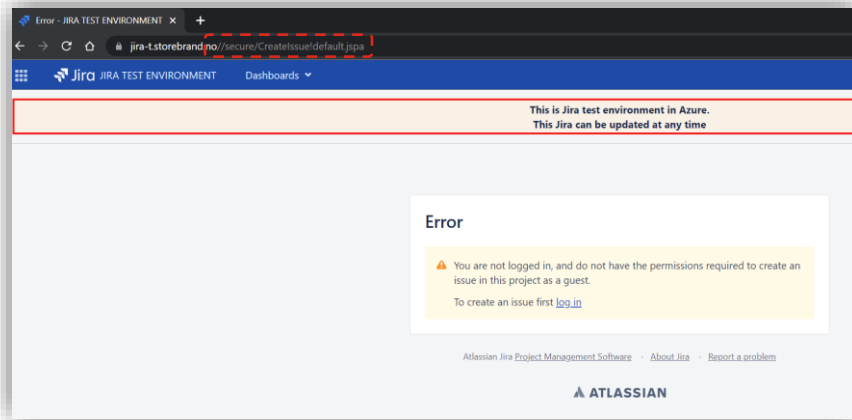 Error - JIRA TEST ENVIRONMENT
jira-t.storebrand.no//secure/CreateIssue!default.jspa
Jira JIRA TEST ENVIRONMENT Dashboards
This is Jira test environment in Azure.
This Jira can be updated at any time
Error
You are not logged in, and do not have the permissions required to create an
issue in this project as a guest.
To create an issue first log in
Atlassian Jira Project Management Software · About Jira · Report a problem
ATLASSIAN